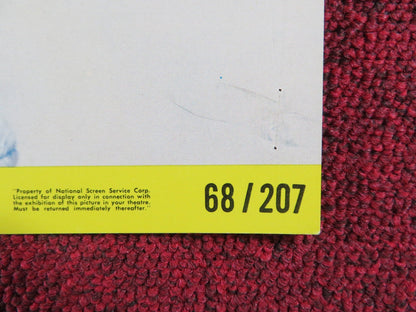 "Property of National Screen Service Corp.
Licensed for display only in connection with
the exhibition of this picture in your theatre.
Must be returned immediately thereafter."
68/207